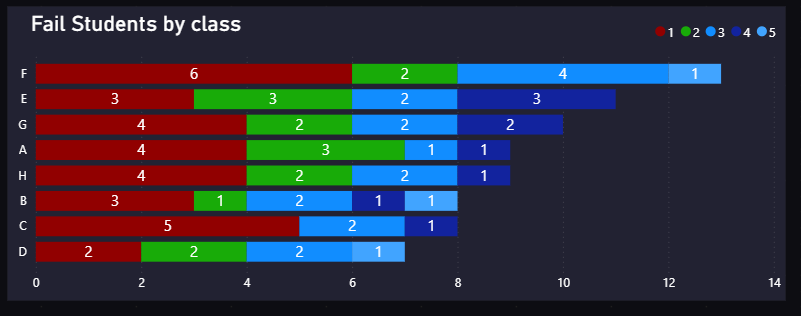 Fail Students by class
1 2 3 4 5
F 6 2 4 1
E 3 3 2 3
G 4 2 2 2
A 4 3 1 1
H 4 2 2 1
B 3 1 2 1 1
C 5 2 1
D 2 2 2 1
0 2 4 6 8 10 12 14